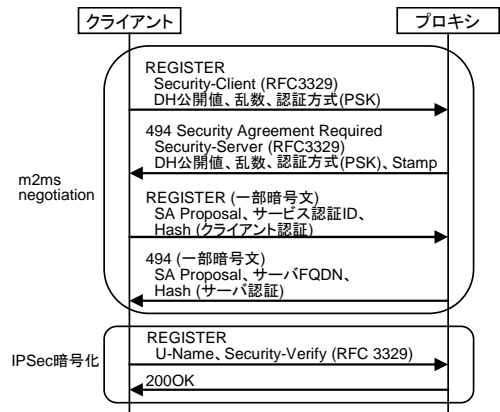 クライアント
プロキシ
REGISTER
Security-Client (RFC3329)
DH公開値、乱数、認証方式(PSK)
494 Security Agreement Required
Security-Server (RFC3329)
DH公開値、乱数、認証方式(PSK)、Stamp
m2ms
negotiation
REGISTER (一部暗号文)
SA Proposal、サービス認証ID、
Hash (クライアント認証)
494 (一部暗号文)
SA Proposal、サーバFQDN、
Hash (サーバ認証)
IPSec暗号化
REGISTER
U-Name、Security-Verify (RFC 3329)
200OK